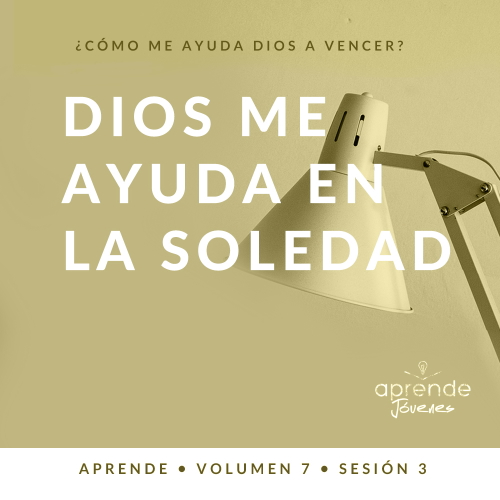 ¿CÓMO ME AYUDA DIOS A VENCER?
DIOS ME
AYUDA EN
LA SOLEDAD
aprende
Jóvenes
APRENDE • VOLUMEN 7 • SESIÓN 3